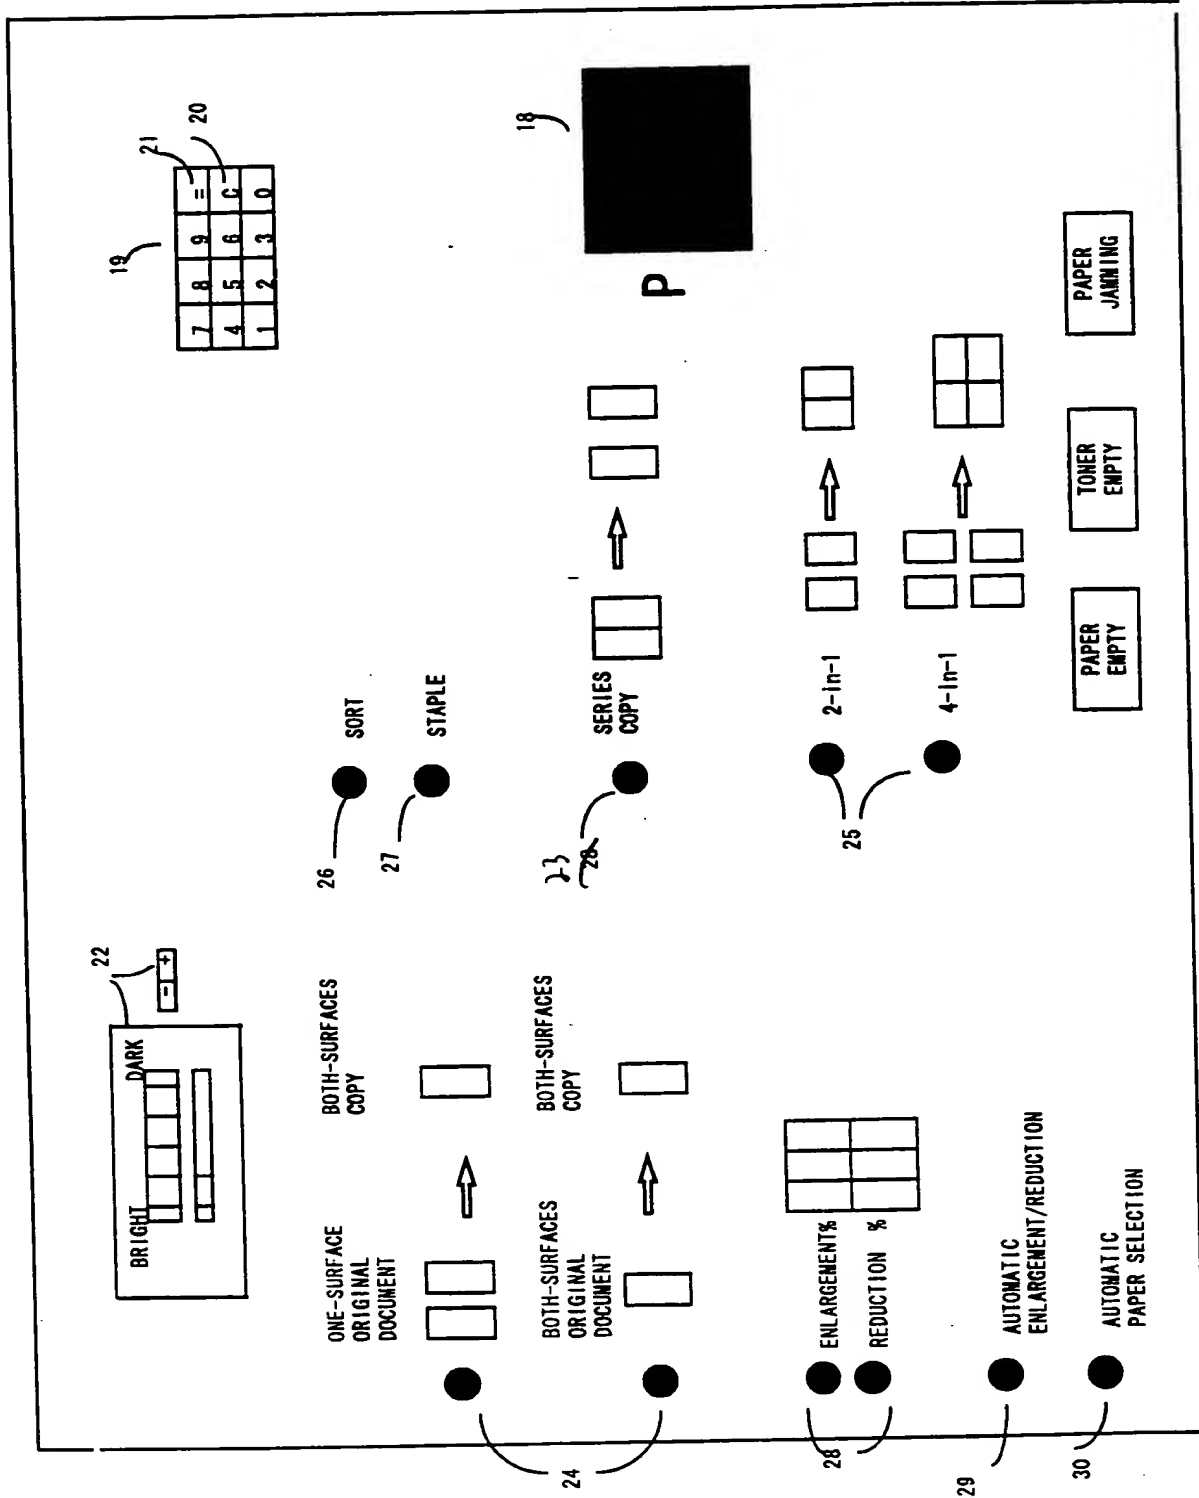 22
BRIGHT DARK
- +
19
21
20
7 8 9 =
4 5 6 C
1 2 3 0
ONE-SURFACE
ORIGINAL
DOCUMENT
BOTH-SURFACES
COPY
26
SORT
27
STAPLE
24
BOTH-SURFACES
ORIGINAL
DOCUMENT
BOTH-SURFACES
COPY
23
28
SERIES
COPY
P
18
28
ENLARGEMENT%
REDUCTION %
25
2-in-1
4-in-1
29
AUTOMATIC
ENLARGEMENT/REDUCTION
30
AUTOMATIC
PAPER SELECTION
PAPER
EMPTY
TONER
EMPTY
PAPER
JAMMING